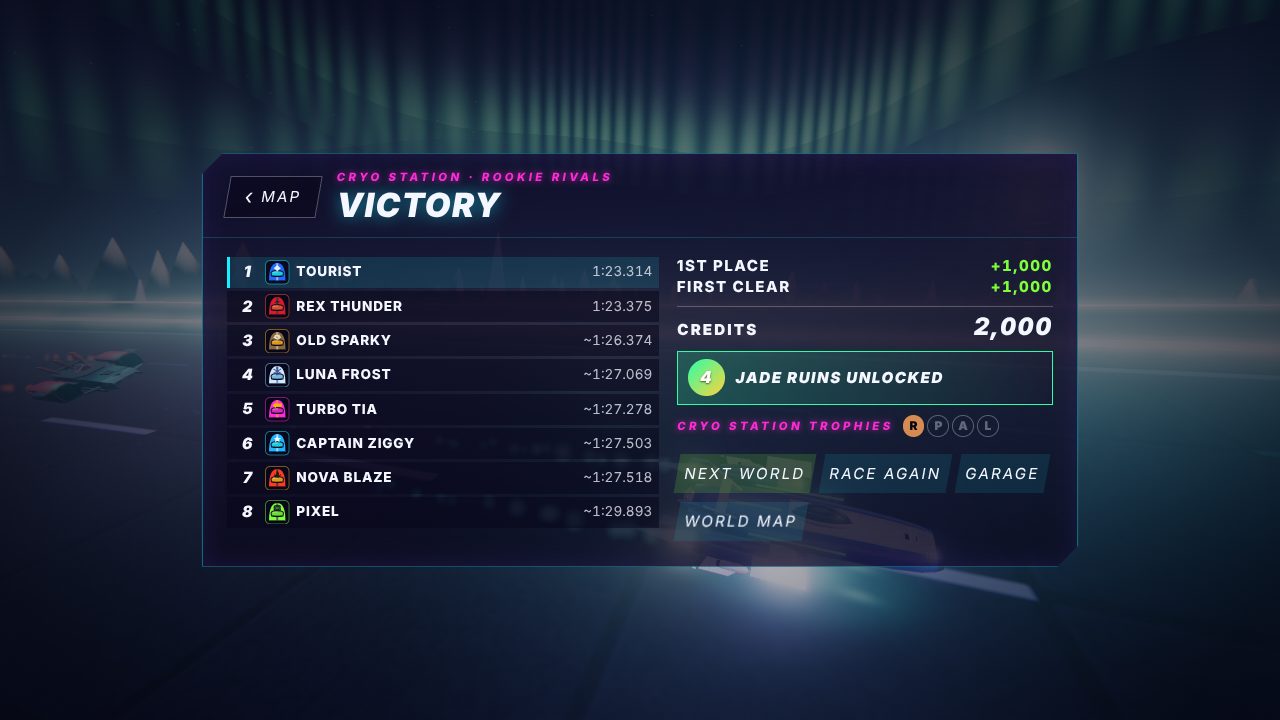 ‹ MAP
CRYO STATION · ROOKIE RIVALS
VICTORY
1 TOURIST 1:23.314
2 REX THUNDER 1:23.375
3 OLD SPARKY ~1:26.374
4 LUNA FROST ~1:27.069
5 TURBO TIA ~1:27.278
6 CAPTAIN ZIGGY ~1:27.503
7 NOVA BLAZE ~1:27.518
8 PIXEL ~1:29.893
1ST PLACE +1,000
FIRST CLEAR +1,000
CREDITS 2,000
4 JADE RUINS UNLOCKED
CRYO STATION TROPHIES R P A L
NEXT WORLD RACE AGAIN GARAGE
WORLD MAP